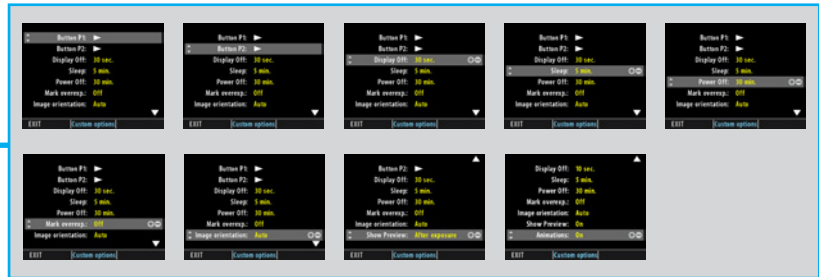 Button P1:
Button P2:
Display Off: 30 sec.
Sleep: 5 min.
Power Off: 30 min.
Mark overexp.: Off
Image orientation: Auto
EXIT Custom options
Button P1:
Button P2:
Display Off: 30 sec.
Sleep: 5 min.
Power Off: 30 min.
Mark overexp.: Off
Image orientation: Auto
EXIT Custom options
Button P1:
Button P2:
Display Off: 30 sec.
Sleep: 5 min.
Power Off: 30 min.
Mark overexp.: Off
Image orientation: Auto
EXIT Custom options
Button P1:
Button P2:
Display Off: 30 sec.
Sleep: 5 min.
Power Off: 30 min.
Mark overexp.: Off
Image orientation: Auto
EXIT Custom options
Button P1:
Button P2:
Display Off: 30 sec.
Sleep: 5 min.
Power Off: 30 min.
Mark overexp.: Off
Image orientation: Auto
EXIT Custom options
Button P1:
Button P2:
Display Off: 30 sec.
Sleep: 5 min.
Power Off: 30 min.
Mark overexp.: Off
Image orientation: Auto
EXIT Custom options
Button P1:
Button P2:
Display Off: 30 sec.
Sleep: 5 min.
Power Off: 30 min.
Mark overexp.: Off
Image orientation: Auto
EXIT Custom options
Button P2:
Display Off: 30 sec.
Sleep: 5 min.
Power Off: 30 min.
Mark overexp.: Off
Image orientation: Auto
Show Preview: After exposure
EXIT Custom options
Display Off: 10 sec.
Sleep: 5 min.
Power Off: 30 min.
Mark overexp.: Off
Image orientation: Auto
Show Preview: On
Animations: On
EXIT Custom options